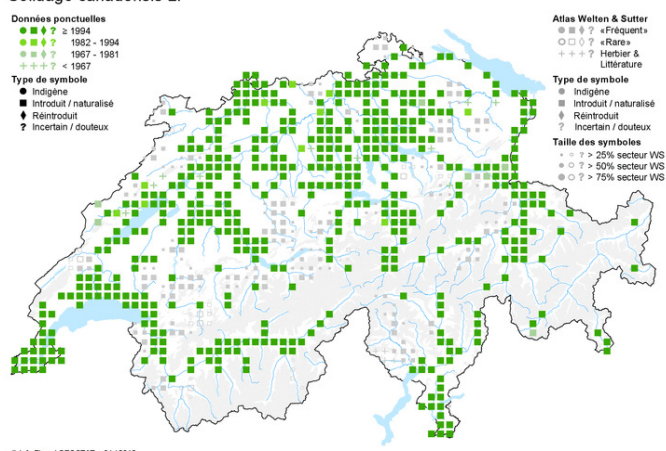 Solidago canadensis L.
Données ponctuelles
≥ 1994
1982 - 1994
1967 - 1981
< 1967
Type de symbole
Indigène
Introduit / naturalisé
Réintroduit
? Incertain / douteux
Atlas Welten & Sutter
? «Fréquent»
? «Rare»
Herbier &
Littérature
Type de symbole
Indigène
Introduit / naturalisé
Réintroduit
? Incertain / douteux
Taille des symboles
? > 25% secteur WS
? > 50% secteur WS
? > 75% secteur WS